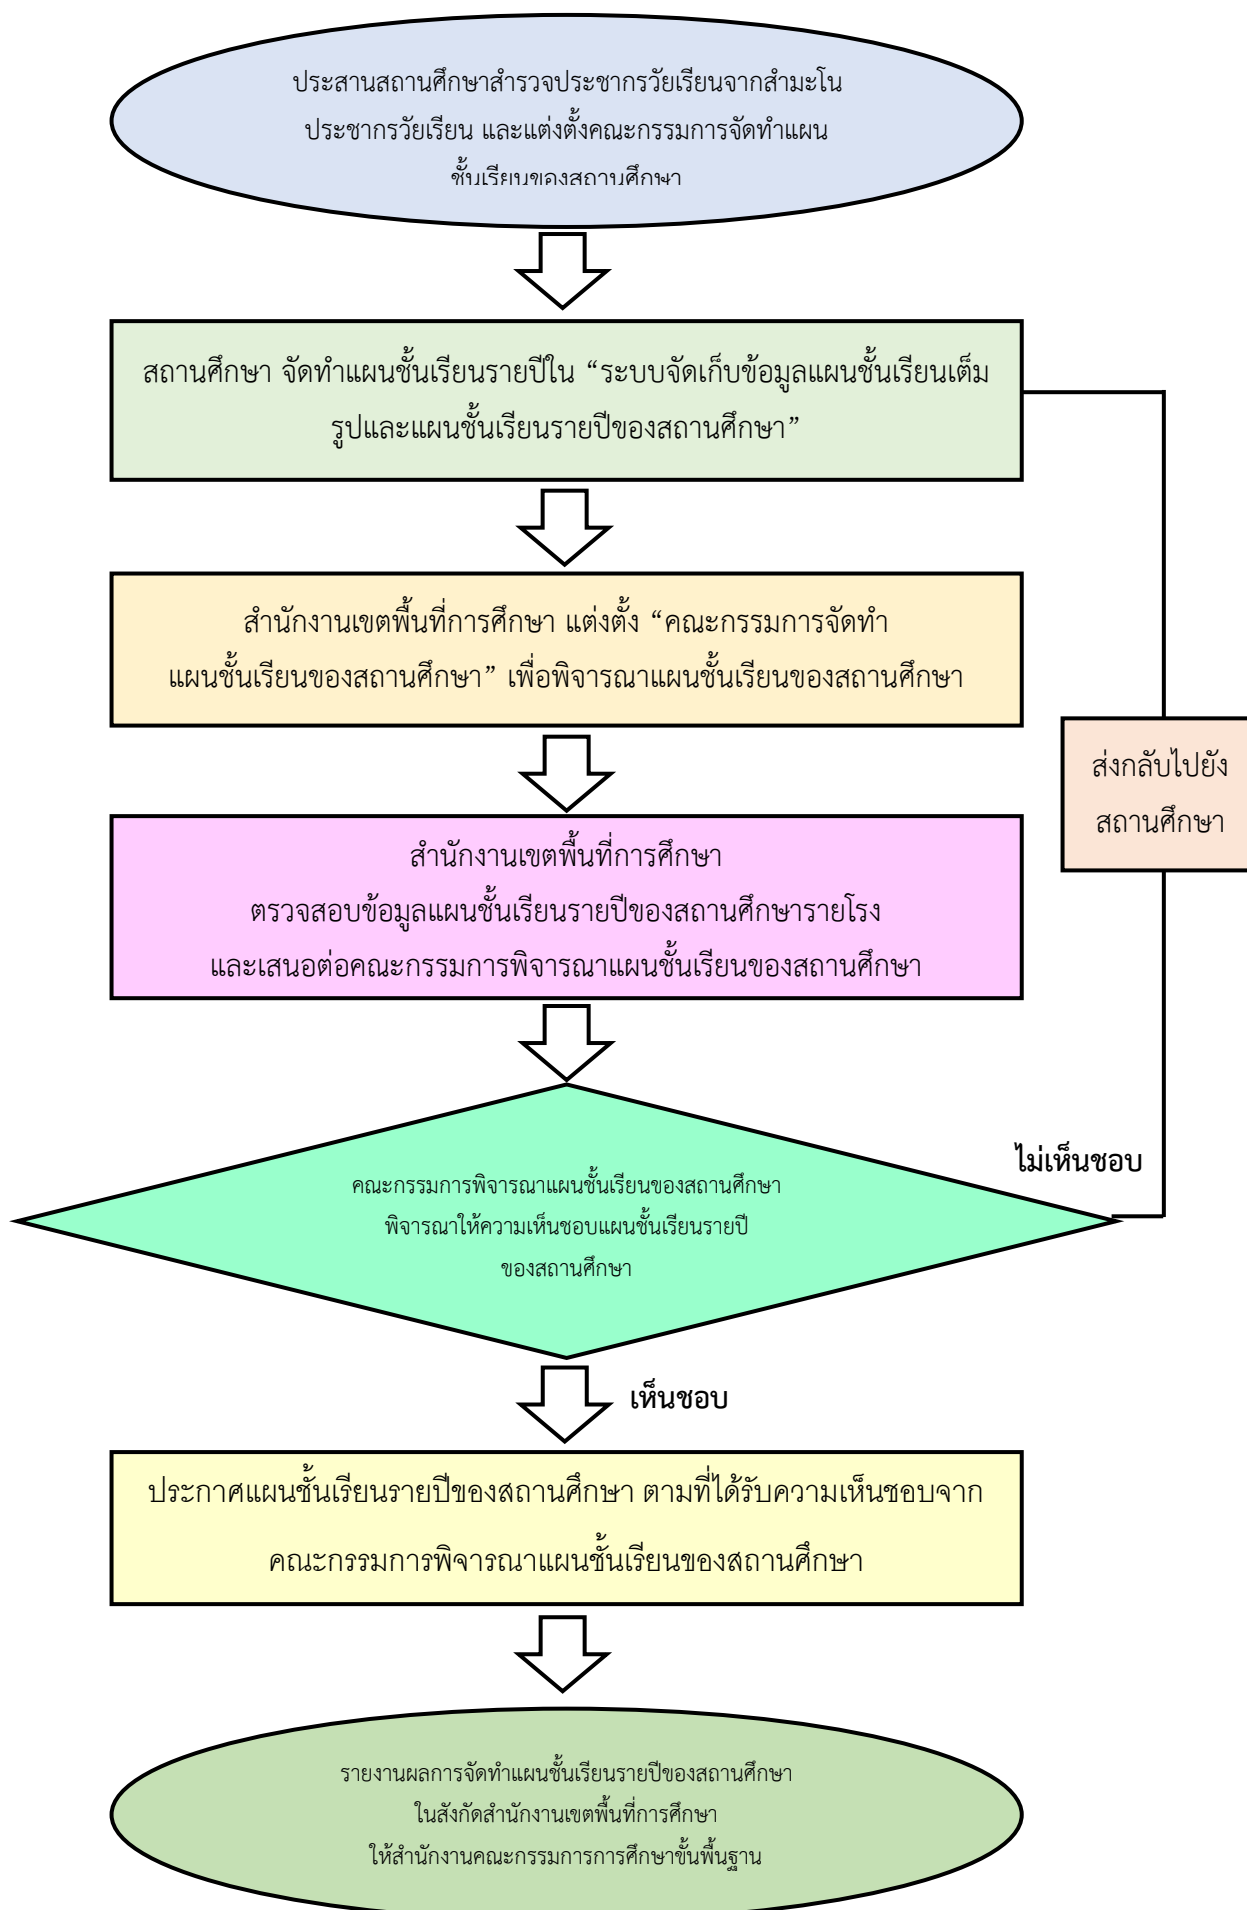 ประสานสถานศึกษาสำรวจประชากรวัยเรียนจากสำมะโน
ประชากรวัยเรียน และแต่งตั้งคณะกรรมการจัดทำแผน
ชั้นเรียนของสถานศึกษา
สถานศึกษา จัดทำแผนชั้นเรียนรายปีใน “ระบบจัดเก็บข้อมูลแผนชั้นเรียนเต็ม
รูปและแผนชั้นเรียนรายปีของสถานศึกษา”
สำนักงานเขตพื้นที่การศึกษา แต่งตั้ง “คณะกรรมการจัดทำ
แผนชั้นเรียนของสถานศึกษา” เพื่อพิจารณาแผนชั้นเรียนของสถานศึกษา
ส่งกลับไปยัง
สถานศึกษา
สำนักงานเขตพื้นที่การศึกษา
ตรวจสอบข้อมูลแผนชั้นเรียนรายปีของสถานศึกษารายโรง
และเสนอต่อคณะกรรมการพิจารณาแผนชั้นเรียนของสถานศึกษา
ไม่เห็นชอบ
คณะกรรมการพิจารณาแผนชั้นเรียนของสถานศึกษา
พิจารณาให้ความเห็นชอบแผนชั้นเรียนรายปี
ของสถานศึกษา
เห็นชอบ
ประกาศแผนชั้นเรียนรายปีของสถานศึกษา ตามที่ได้รับความเห็นชอบจาก
คณะกรรมการพิจารณาแผนชั้นเรียนของสถานศึกษา
รายงานผลการจัดทำแผนชั้นเรียนรายปีของสถานศึกษา
ในสังกัดสำนักงานเขตพื้นที่การศึกษา
ให้สำนักงานคณะกรรมการการศึกษาขั้นพื้นฐาน